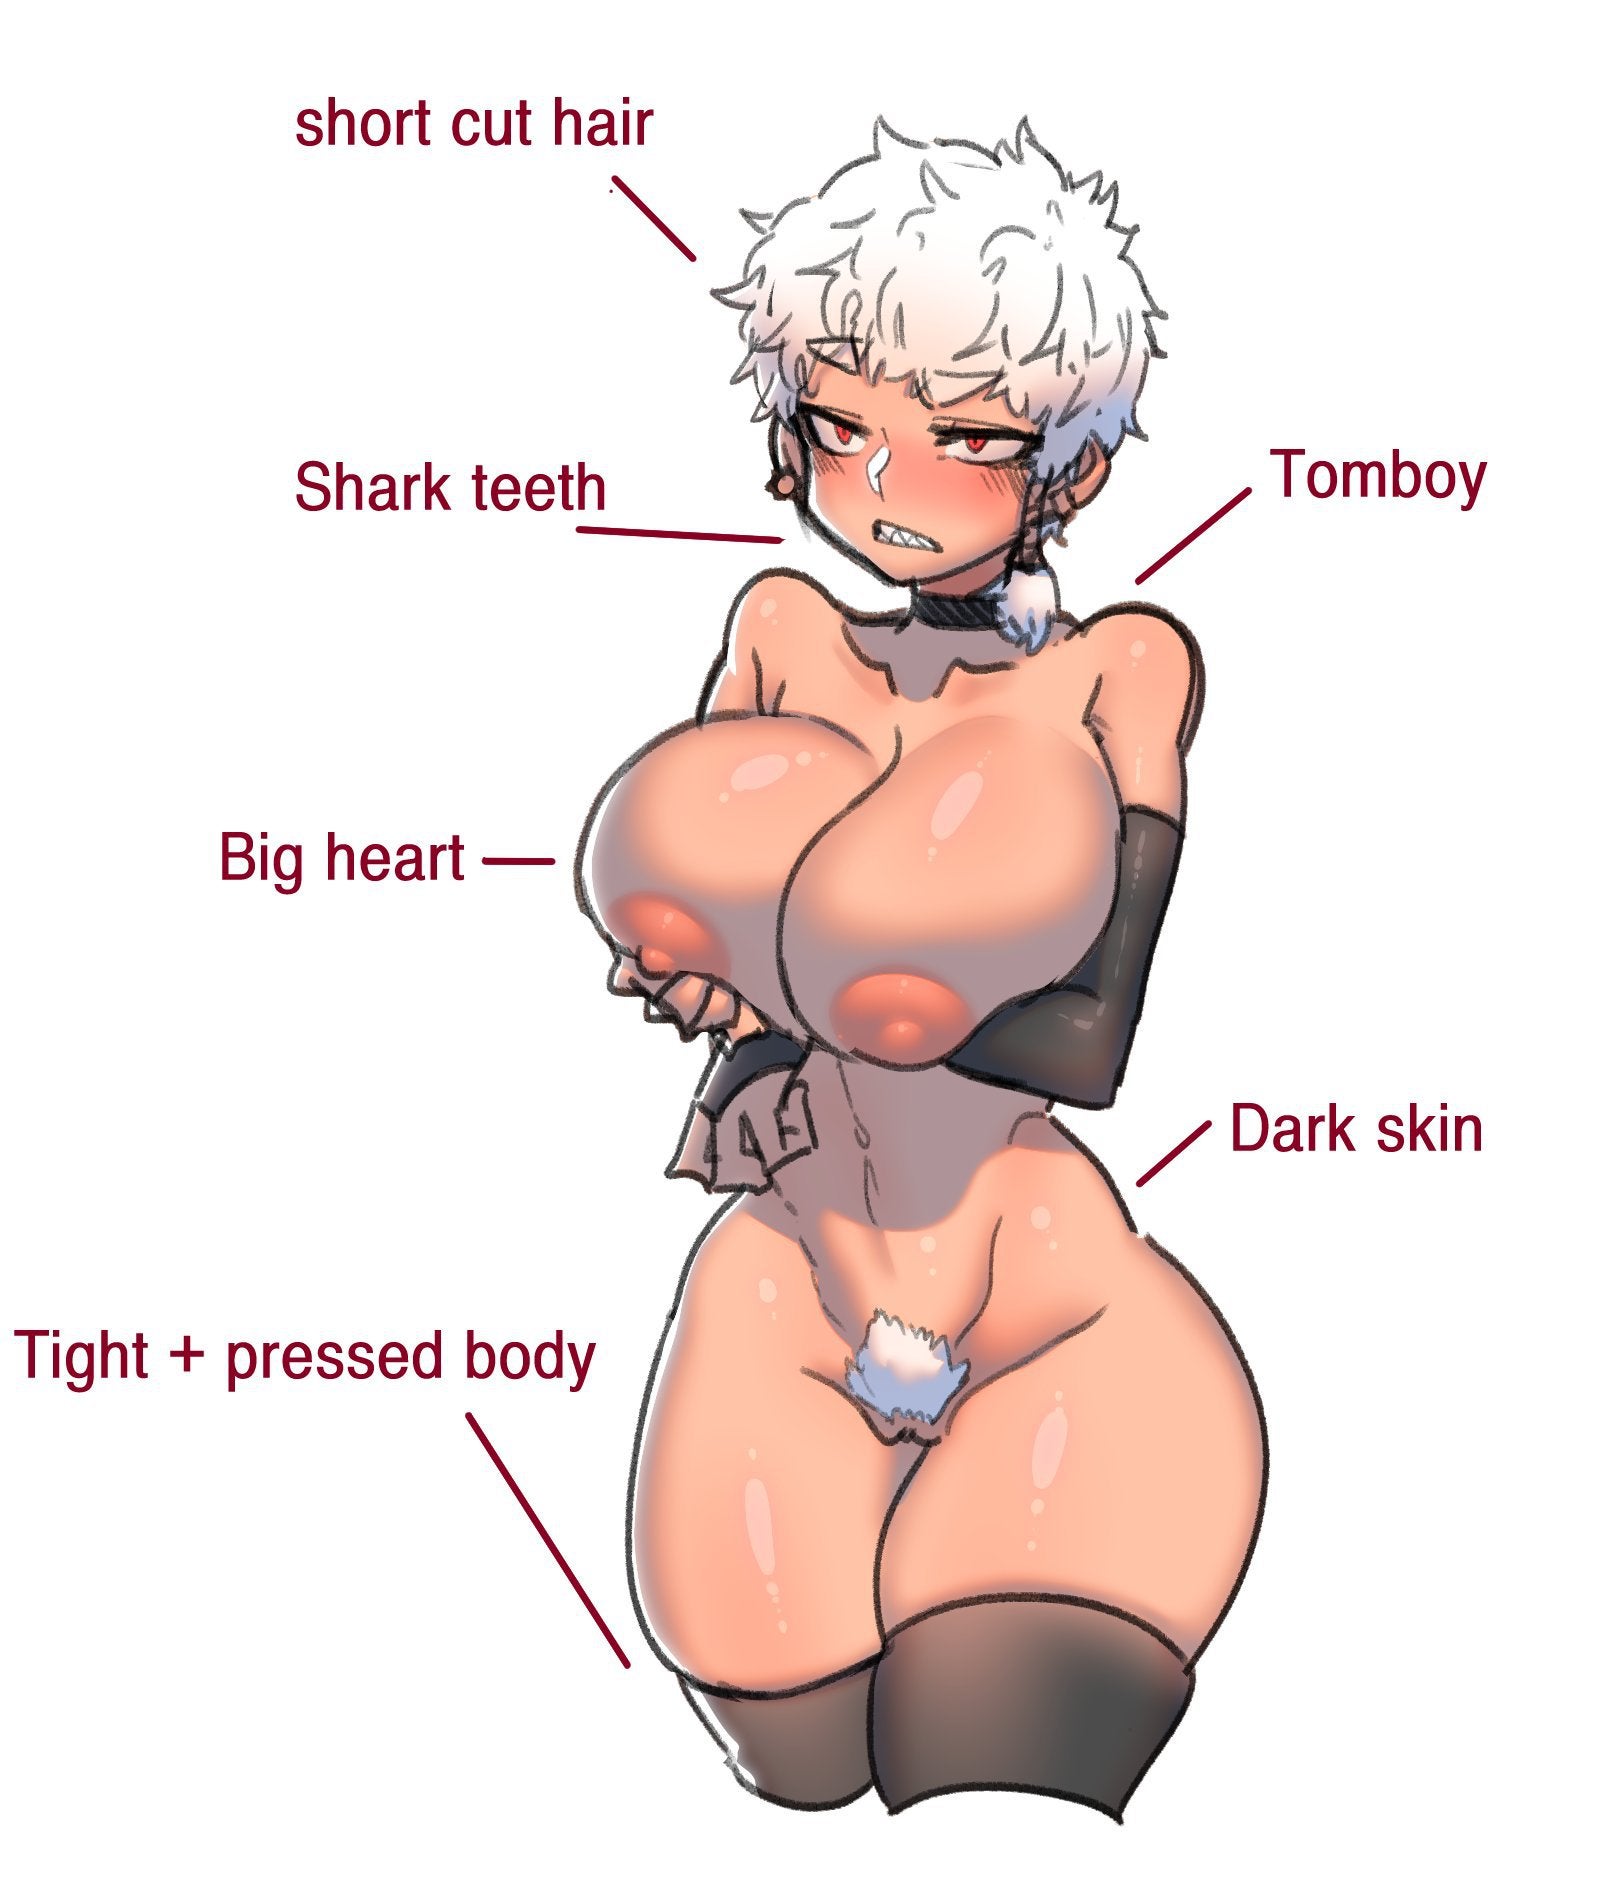 short cut hair
Shark teeth
Tomboy
Big heart
Dark skin
Tight + pressed body